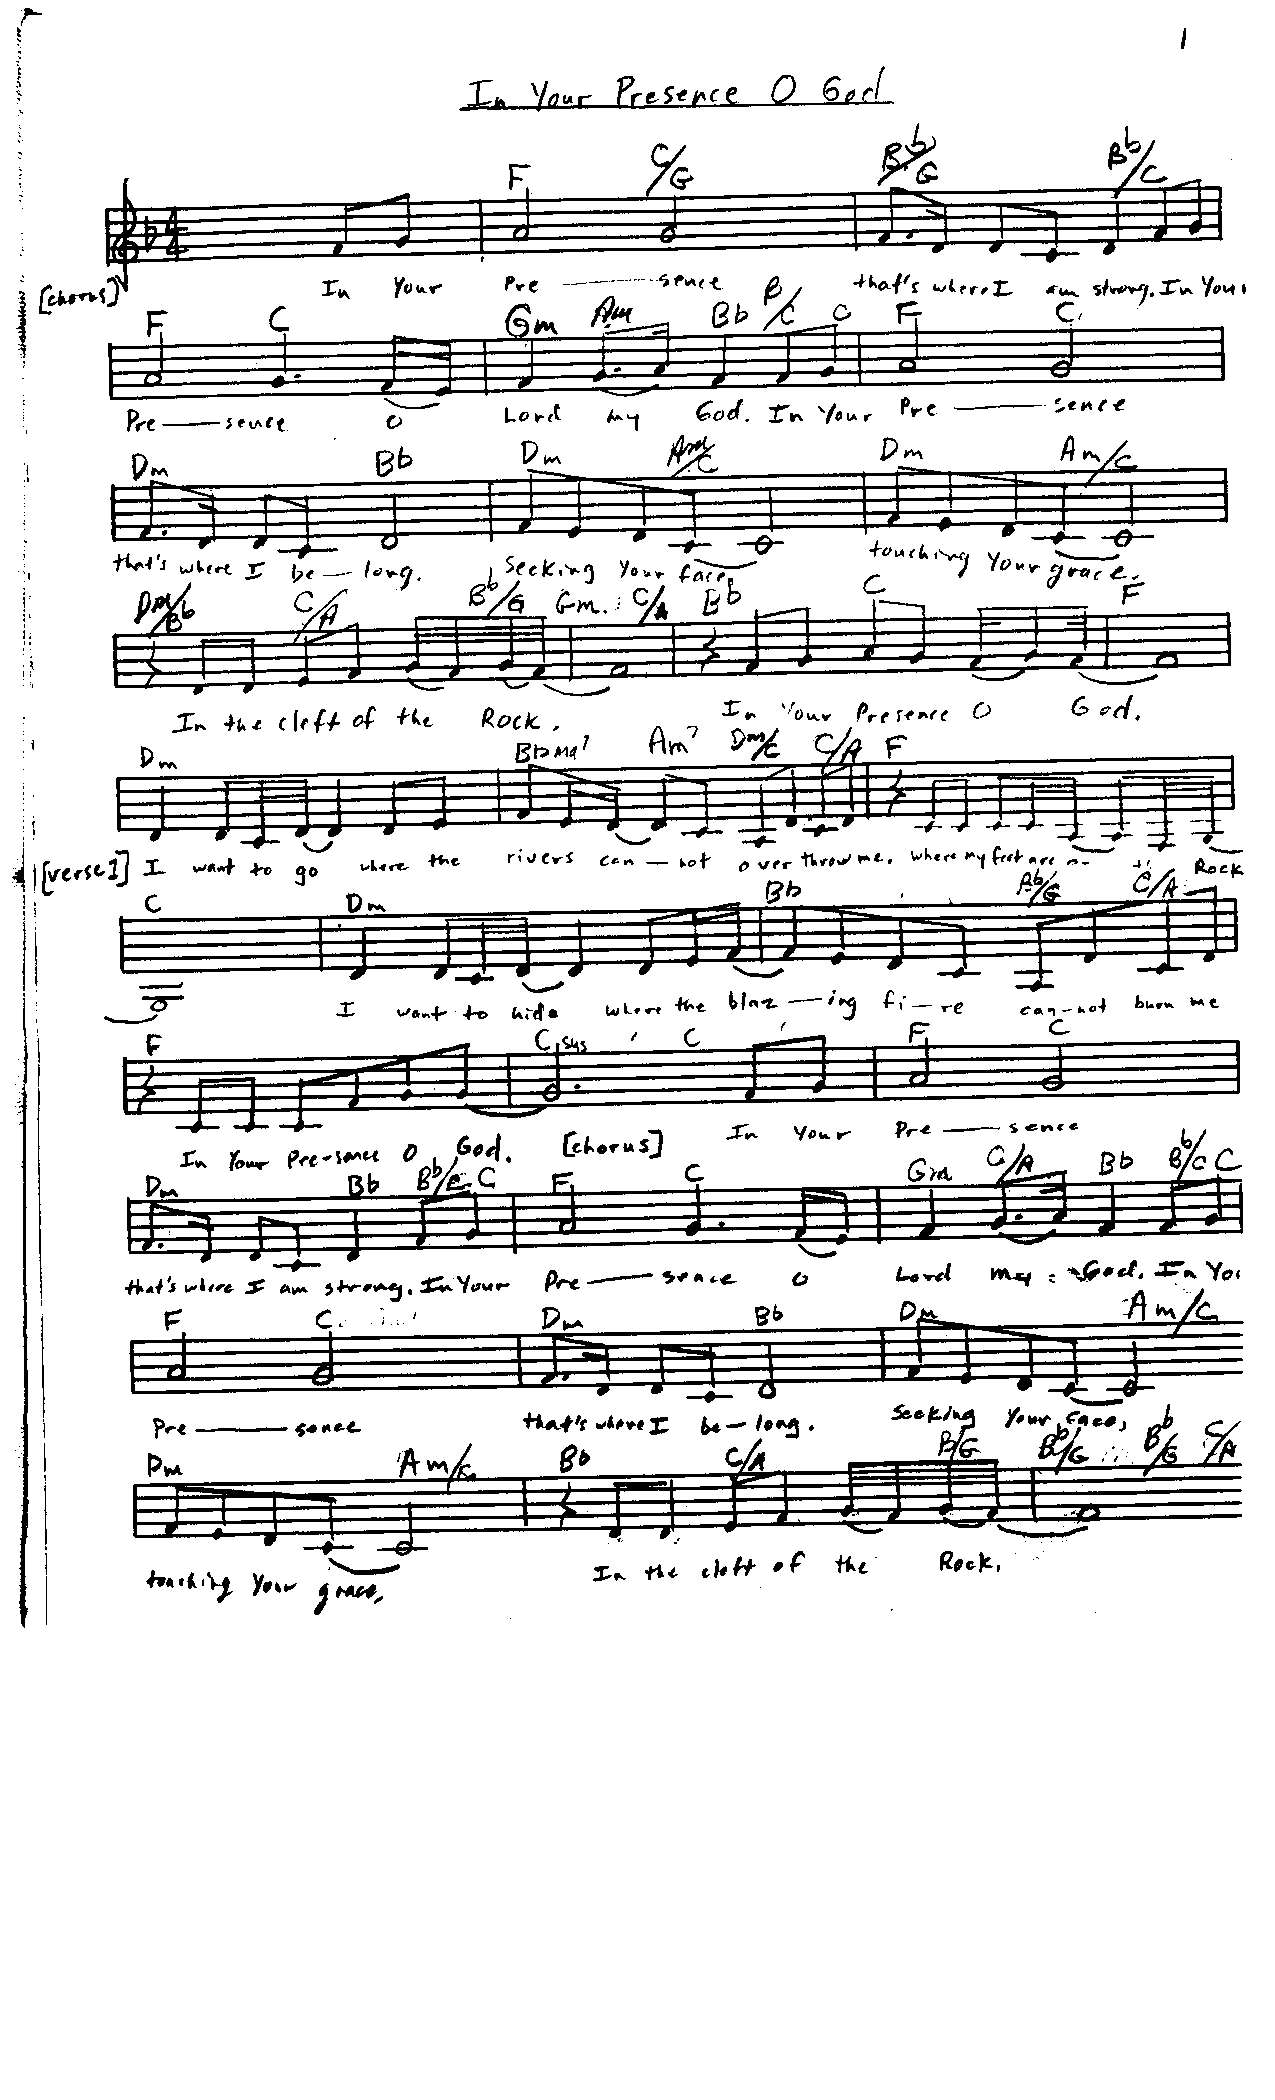 1
In Your Presence O God
F C/G Bb/G Bb/C
[chorus] In Your Pre — sence that's where I am strong. In Your
F C Gm Am Bb B/C C F C
Pre — sence O Lord my God. In Your Pre — sence
Dm Bb Dm Am/C Dm Am/C
that's where I be — long. Seeking Your face, touching Your grace.
Dm/Bb C/A Bb/G Gm. C/A Bb C F
In the cleft of the Rock. In Your Presence O God.
Dm BbMa7 Am7 Dm/C C/A F
[verse I] I want to go where the rivers can — not over throw me. where my feet are Rock
C Dm Bb Bb/G C/A
I want to hide where the blaz — ing fi — re can-not burn me
F Csus C F C
In Your Pre-sence O God. [chorus] In Your Pre — sence
Dm Bb Bb/C C F C Gm C/A Bb Bb/C C
that's where I am strong. In Your Pre — sence O Lord my God. In Yo
F C Dm Bb Dm Am/C
Pre — sence that's where I be — long. Seeking Your face,
Dm Am/C Bb C/A B/G Bb/G Bb/G C/A
touching Your grace. In the cleft of the Rock.